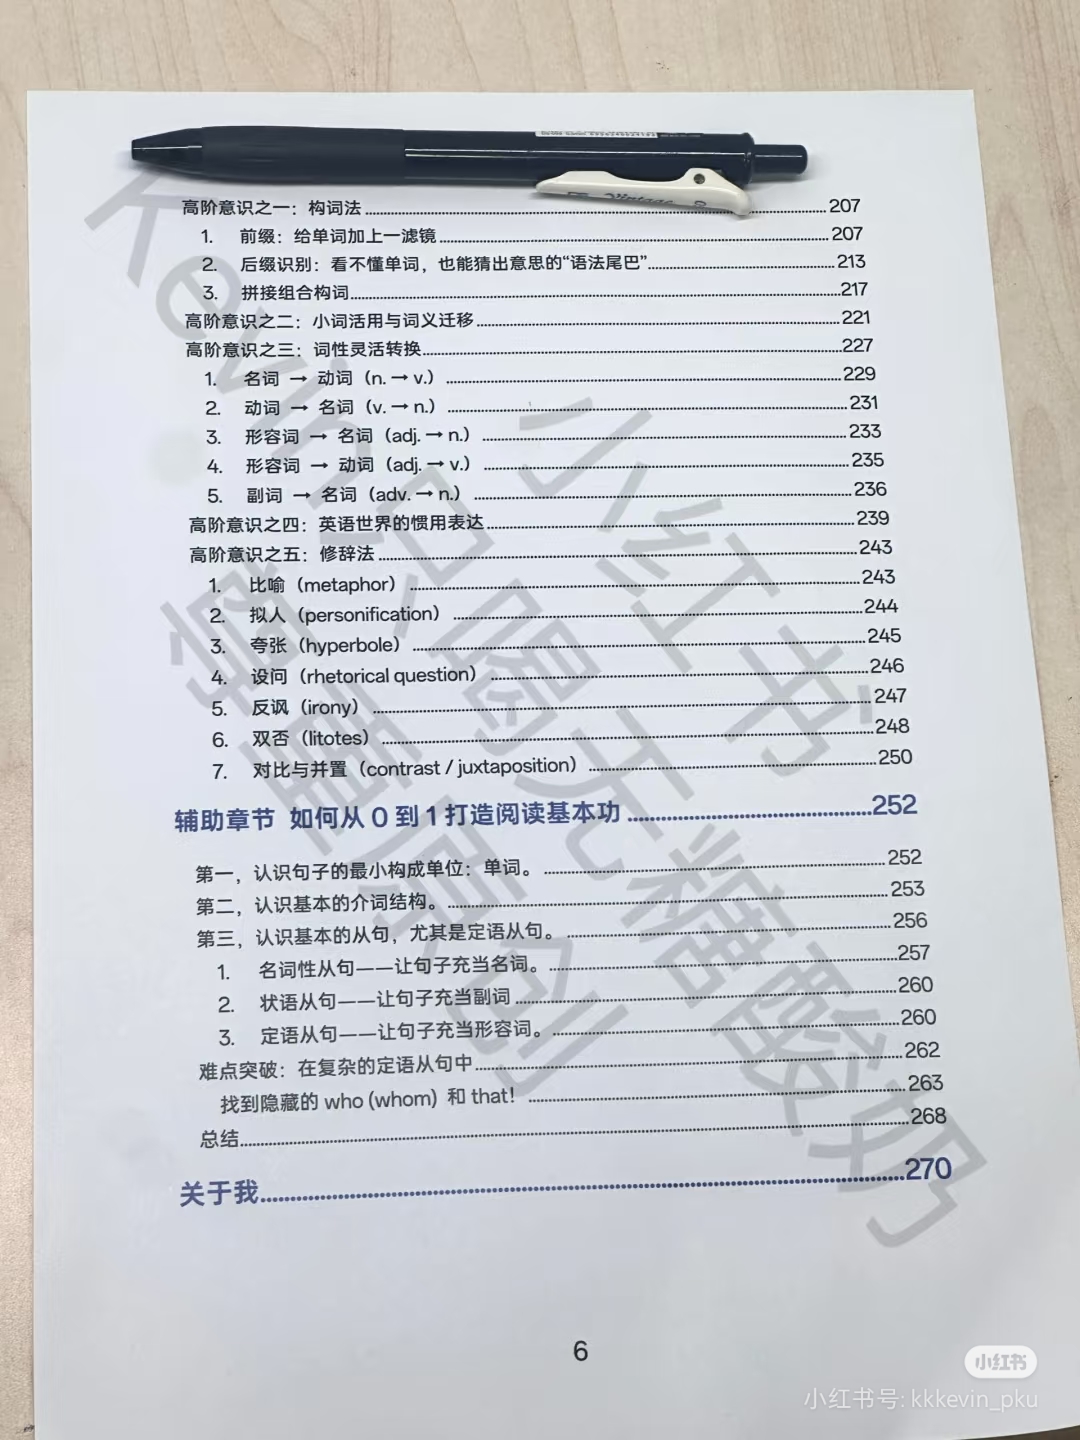 Vintage
高阶意识之一：构词法 207
1. 前缀：给单词加上一滤镜 207
2. 后缀识别：看不懂单词，也能猜出意思的“语法尾巴” 213
3. 拼接组合构词 217
高阶意识之二：小词活用与词义迁移 221
高阶意识之三：词性灵活转换 227
1. 名词 → 动词（n. → v.） 229
2. 动词 → 名词（v. → n.） 231
3. 形容词 → 名词（adj. → n.） 233
4. 形容词 → 动词（adj. → v.） 235
5. 副词 → 名词（adv. → n.） 236
高阶意识之四：英语世界的惯用表达 239
高阶意识之五：修辞法 243
1. 比喻（metaphor） 243
2. 拟人（personification） 244
3. 夸张（hyperbole） 245
4. 设问（rhetorical question） 246
5. 反讽（irony） 247
6. 双否（litotes） 248
7. 对比与并置（contrast / juxtaposition） 250
辅助章节 如何从 0 到 1 打造阅读基本功 252
第一，认识句子的最小构成单位：单词。 252
第二，认识基本的介词结构。 253
第三，认识基本的从句，尤其是定语从句。 256
1. 名词性从句——让句子充当名词。 257
2. 状语从句——让句子充当副词 260
3. 定语从句——让句子充当形容词。 260
难点突破：在复杂的定语从句中 262
找到隐藏的 who (whom) 和 that！ 263
总结 268
关于我 270
6
小红书
Kevin只喝无糖酸奶
原创
小红书
小红书号: kkkevin_pku